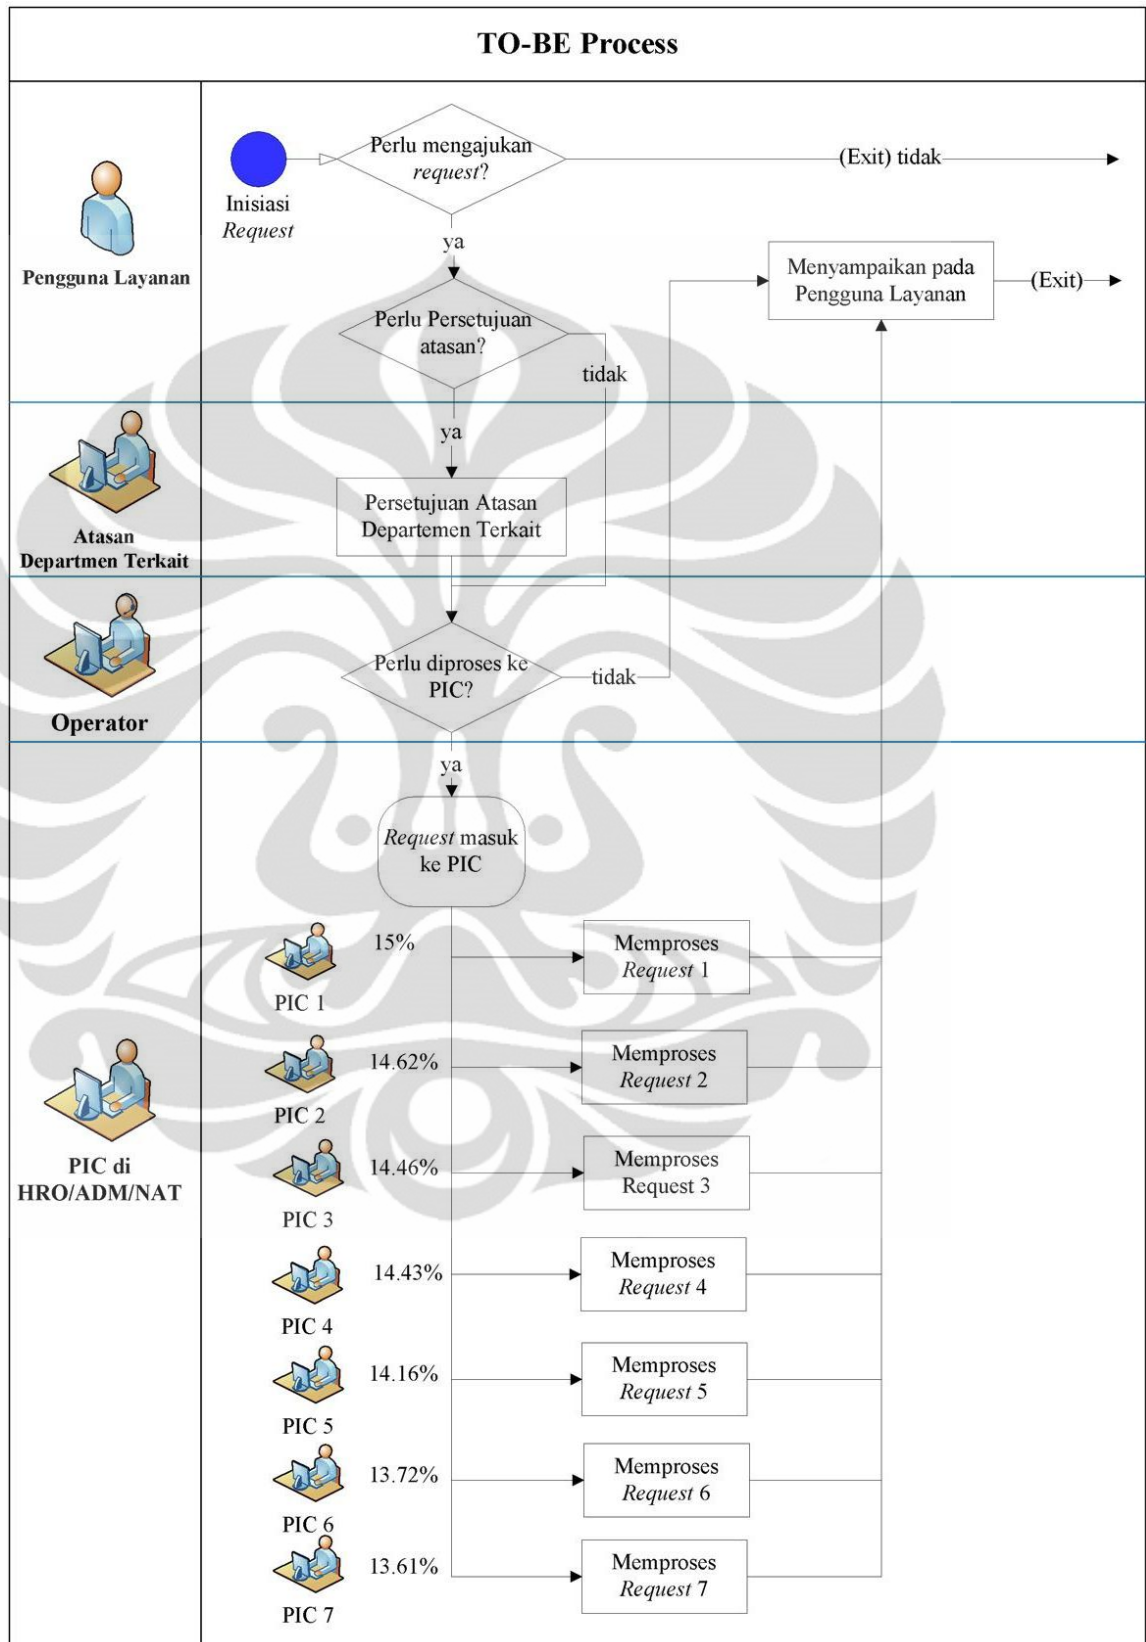 TO-BE Process
Perlu mengajukan
request?
(Exit) tidak
Inisiasi
Request
Pengguna Layanan
ya
Menyampaikan pada
Pengguna Layanan
(Exit)
Perlu Persetujuan
atasan?
tidak
ya
Persetujuan Atasan
Departemen Terkait
Atasan
Departmen Terkait
Perlu diproses ke
PIC?
tidak
Operator
ya
Request masuk
ke PIC
15%
Memproses
Request 1
PIC 1
14.62%
Memproses
Request 2
PIC 2
PIC di
HRO/ADM/NAT
14.46%
Memproses
Request 3
PIC 3
14.43%
Memproses
Request 4
PIC 4
14.16%
Memproses
Request 5
PIC 5
13.72%
Memproses
Request 6
PIC 6
13.61%
Memproses
Request 7
PIC 7